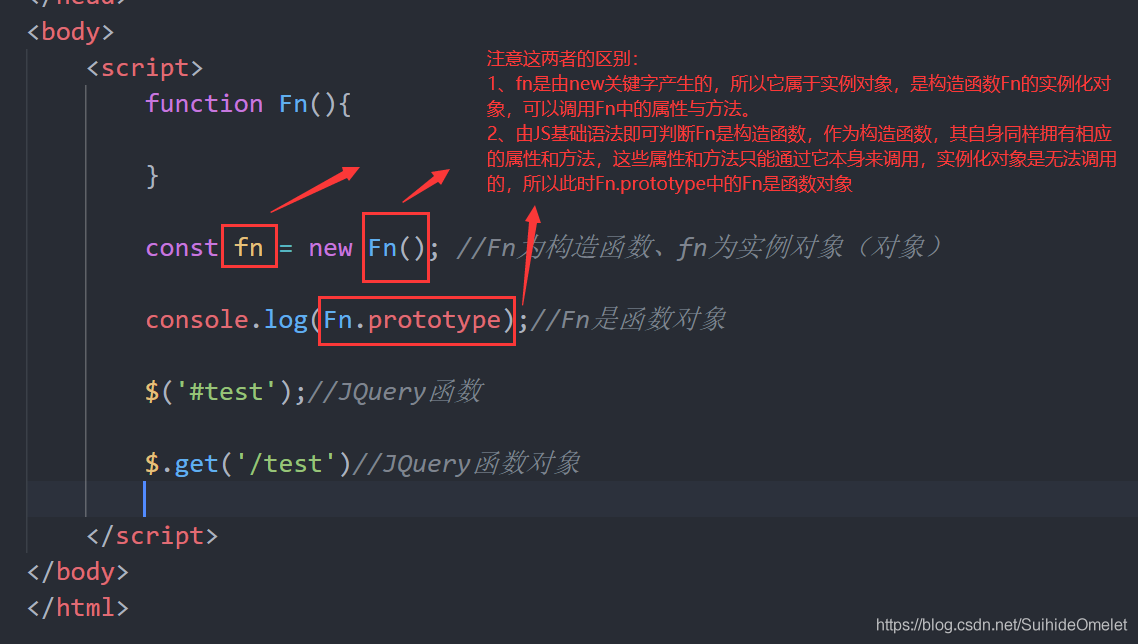 </head>
<body>
<script>
注意这两者的区别：
1、fn是由new关键字产生的，所以它属于实例对象，是构造函数Fn的实例化对
象，可以调用Fn中的属性与方法。
2、由JS基础语法即可判断Fn是构造函数，作为构造函数，其自身同样拥有相应
的属性和方法，这些属性和方法只能通过它本身来调用，实例化对象是无法调用
的，所以此时Fn.prototype中的Fn是函数对象
function Fn(){
}
const fn = new Fn(); //Fn为构造函数、fn为实例对象（对象）
console.log(Fn.prototype);//Fn是函数对象
$('#test');//JQuery函数
$.get('/test')//JQuery函数对象
</script>
</body>
</html>
https://blog.csdn.net/SuihideOmelet